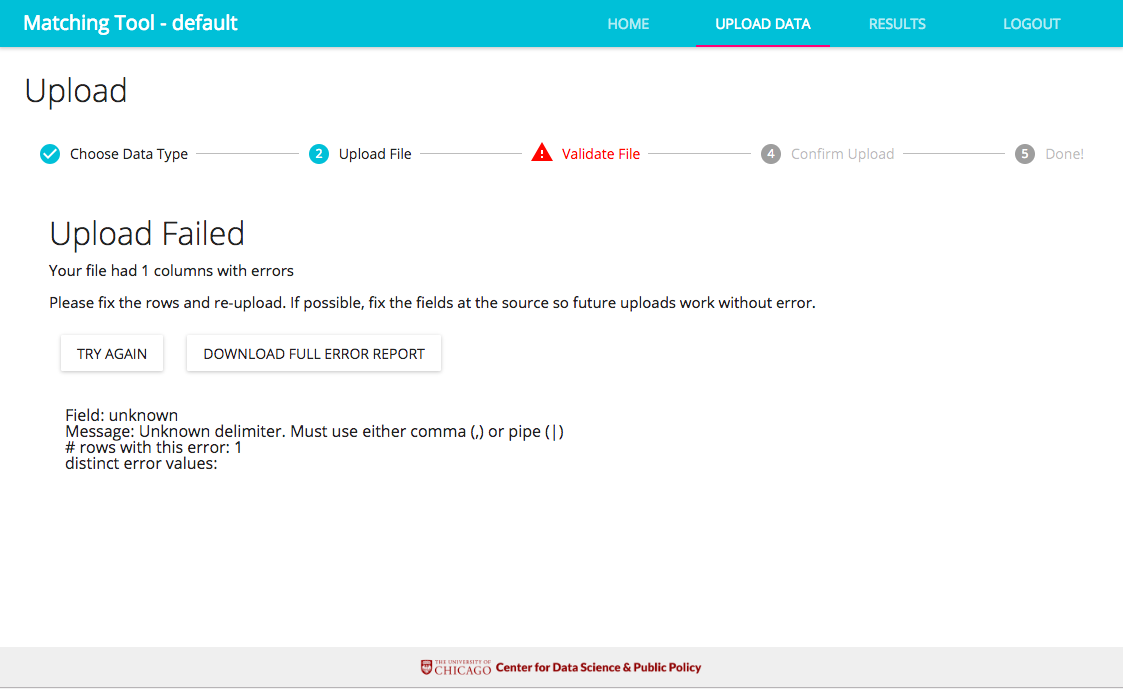 Matching Tool - default
HOME
UPLOAD DATA
RESULTS
LOGOUT
Upload
Choose Data Type
2 Upload File
Validate File
4 Confirm Upload
5 Done!
Upload Failed
Your file had 1 columns with errors
Please fix the rows and re-upload. If possible, fix the fields at the source so future uploads work without error.
TRY AGAIN
DOWNLOAD FULL ERROR REPORT
Field: unknown
Message: Unknown delimiter. Must use either comma (,) or pipe (|)
# rows with this error: 1
distinct error values:
THE UNIVERSITY OF
CHICAGO
Center for Data Science & Public Policy